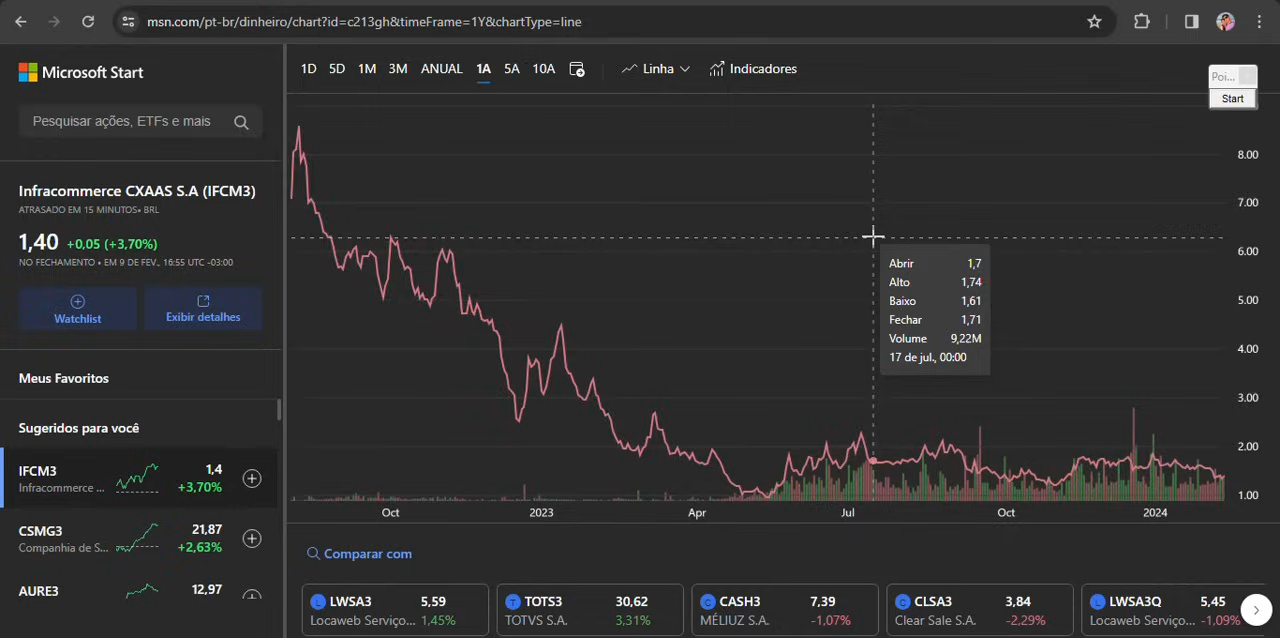 msn.com/pt-br/dinheiro/chart?id=c213gh&timeFrame=1Y&chartType=line
Microsoft Start
Pesquisar ações, ETFs e mais
Infracommerce CXAAS S.A (IFCM3)
ATRASADO EM 15 MINUTOS• BRL
1,40 +0,05 (+3,70%)
NO FECHAMENTO • EM 9 DE FEV., 16:55 UTC -03:00
Watchlist
Exibir detalhes
Meus Favoritos
Sugeridos para você
IFCM3 1,4
Infracommerce ... +3,70%
CSMG3 21,87
Companhia de S... +2,63%
AURE3 12,97
1D 5D 1M 3M ANUAL 1A 5A 10A Linha Indicadores
Poi...
Start
8.00
7.00
6.00
5.00
4.00
3.00
2.00
1.00
Abrir 1,7
Alto 1,74
Baixo 1,61
Fechar 1,71
Volume 9,22M
17 de jul., 00:00
Oct 2023 Apr Jul Oct 2024
Comparar com
L LWSA3 5,59
Locaweb Serviço... 1,45%
T TOTS3 30,62
TOTVS S.A. 3,31%
C CASH3 7,39
MÉLIUZ S.A. -1,07%
C CLSA3 3,84
Clear Sale S.A. -2,29%
L LWSA3Q 5,45
Locaweb Serviço... -1,09%